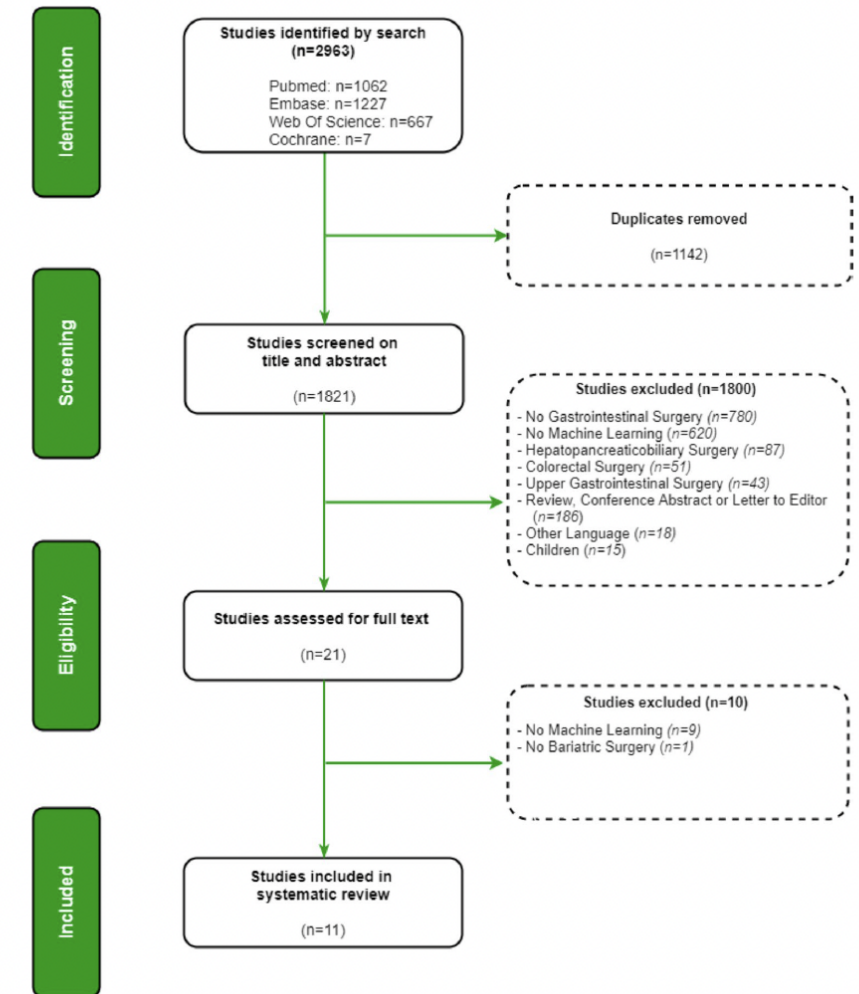 Identification
Studies identified by search
(n=2963)
Pubmed: n=1062
Embase: n=1227
Web Of Science: n=667
Cochrane: n=7
Duplicates removed
(n=1142)
Screening
Studies screened on
title and abstract
(n=1821)
Studies excluded (n=1800)
- No Gastrointestinal Surgery (n=780)
- No Machine Learning (n=620)
- Hepatopancreaticobiliary Surgery (n=87)
- Colorectal Surgery (n=51)
- Upper Gastrointestinal Surgery (n=43)
- Review, Conference Abstract or Letter to Editor
(n=186)
- Other Language (n=18)
- Children (n=15)
Eligibility
Studies assessed for full text
(n=21)
Studies excluded (n=10)
- No Machine Learning (n=9)
- No Bariatric Surgery (n=1)
Included
Studies included in
systematic review
(n=11)